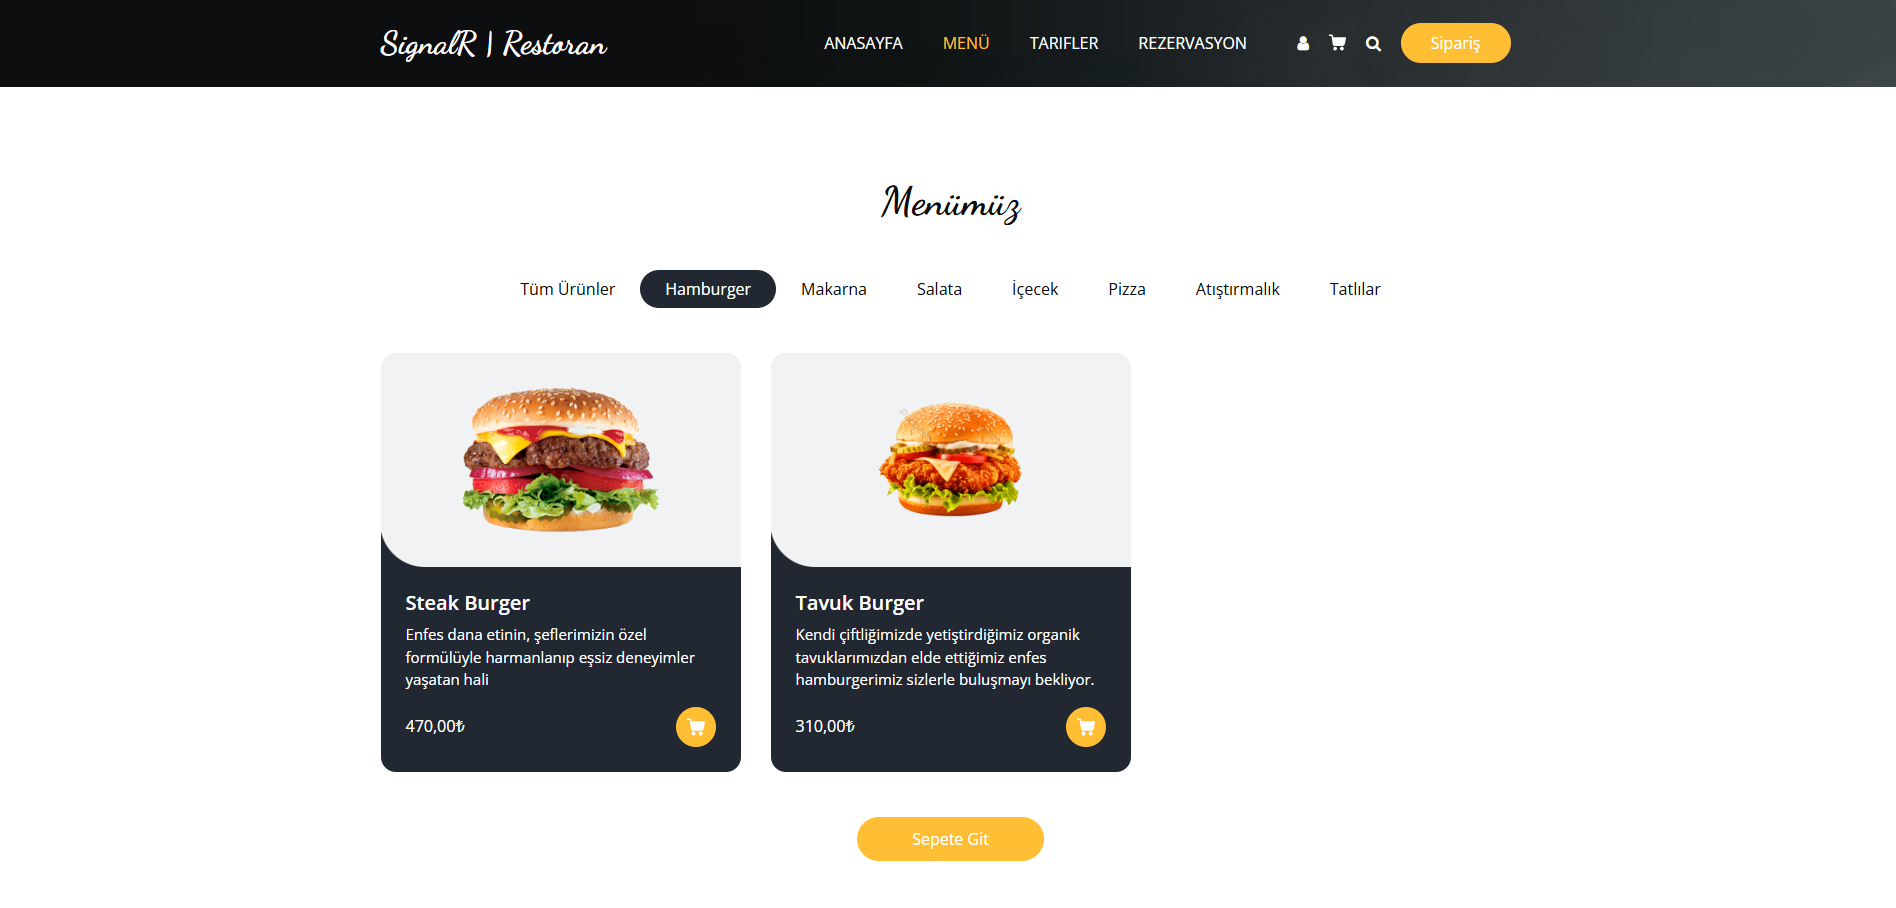 SignalR | Restoran
ANASAYFA MENÜ TARIFLER REZERVASYON Sipariş
Menümüz
Tüm Ürünler Hamburger Makarna Salata İçecek Pizza Atıştırmalık Tatlılar
Steak Burger
Enfes dana etinin, şeflerimizin özel
formülüyle harmanlanıp eşsiz deneyimler
yaşatan hali
470,00₺
Tavuk Burger
Kendi çiftliğimizde yetiştirdiğimiz organik
tavuklarımızdan elde ettiğimiz enfes
hamburgerimiz sizlerle buluşmayı bekliyor.
310,00₺
Sepete Git